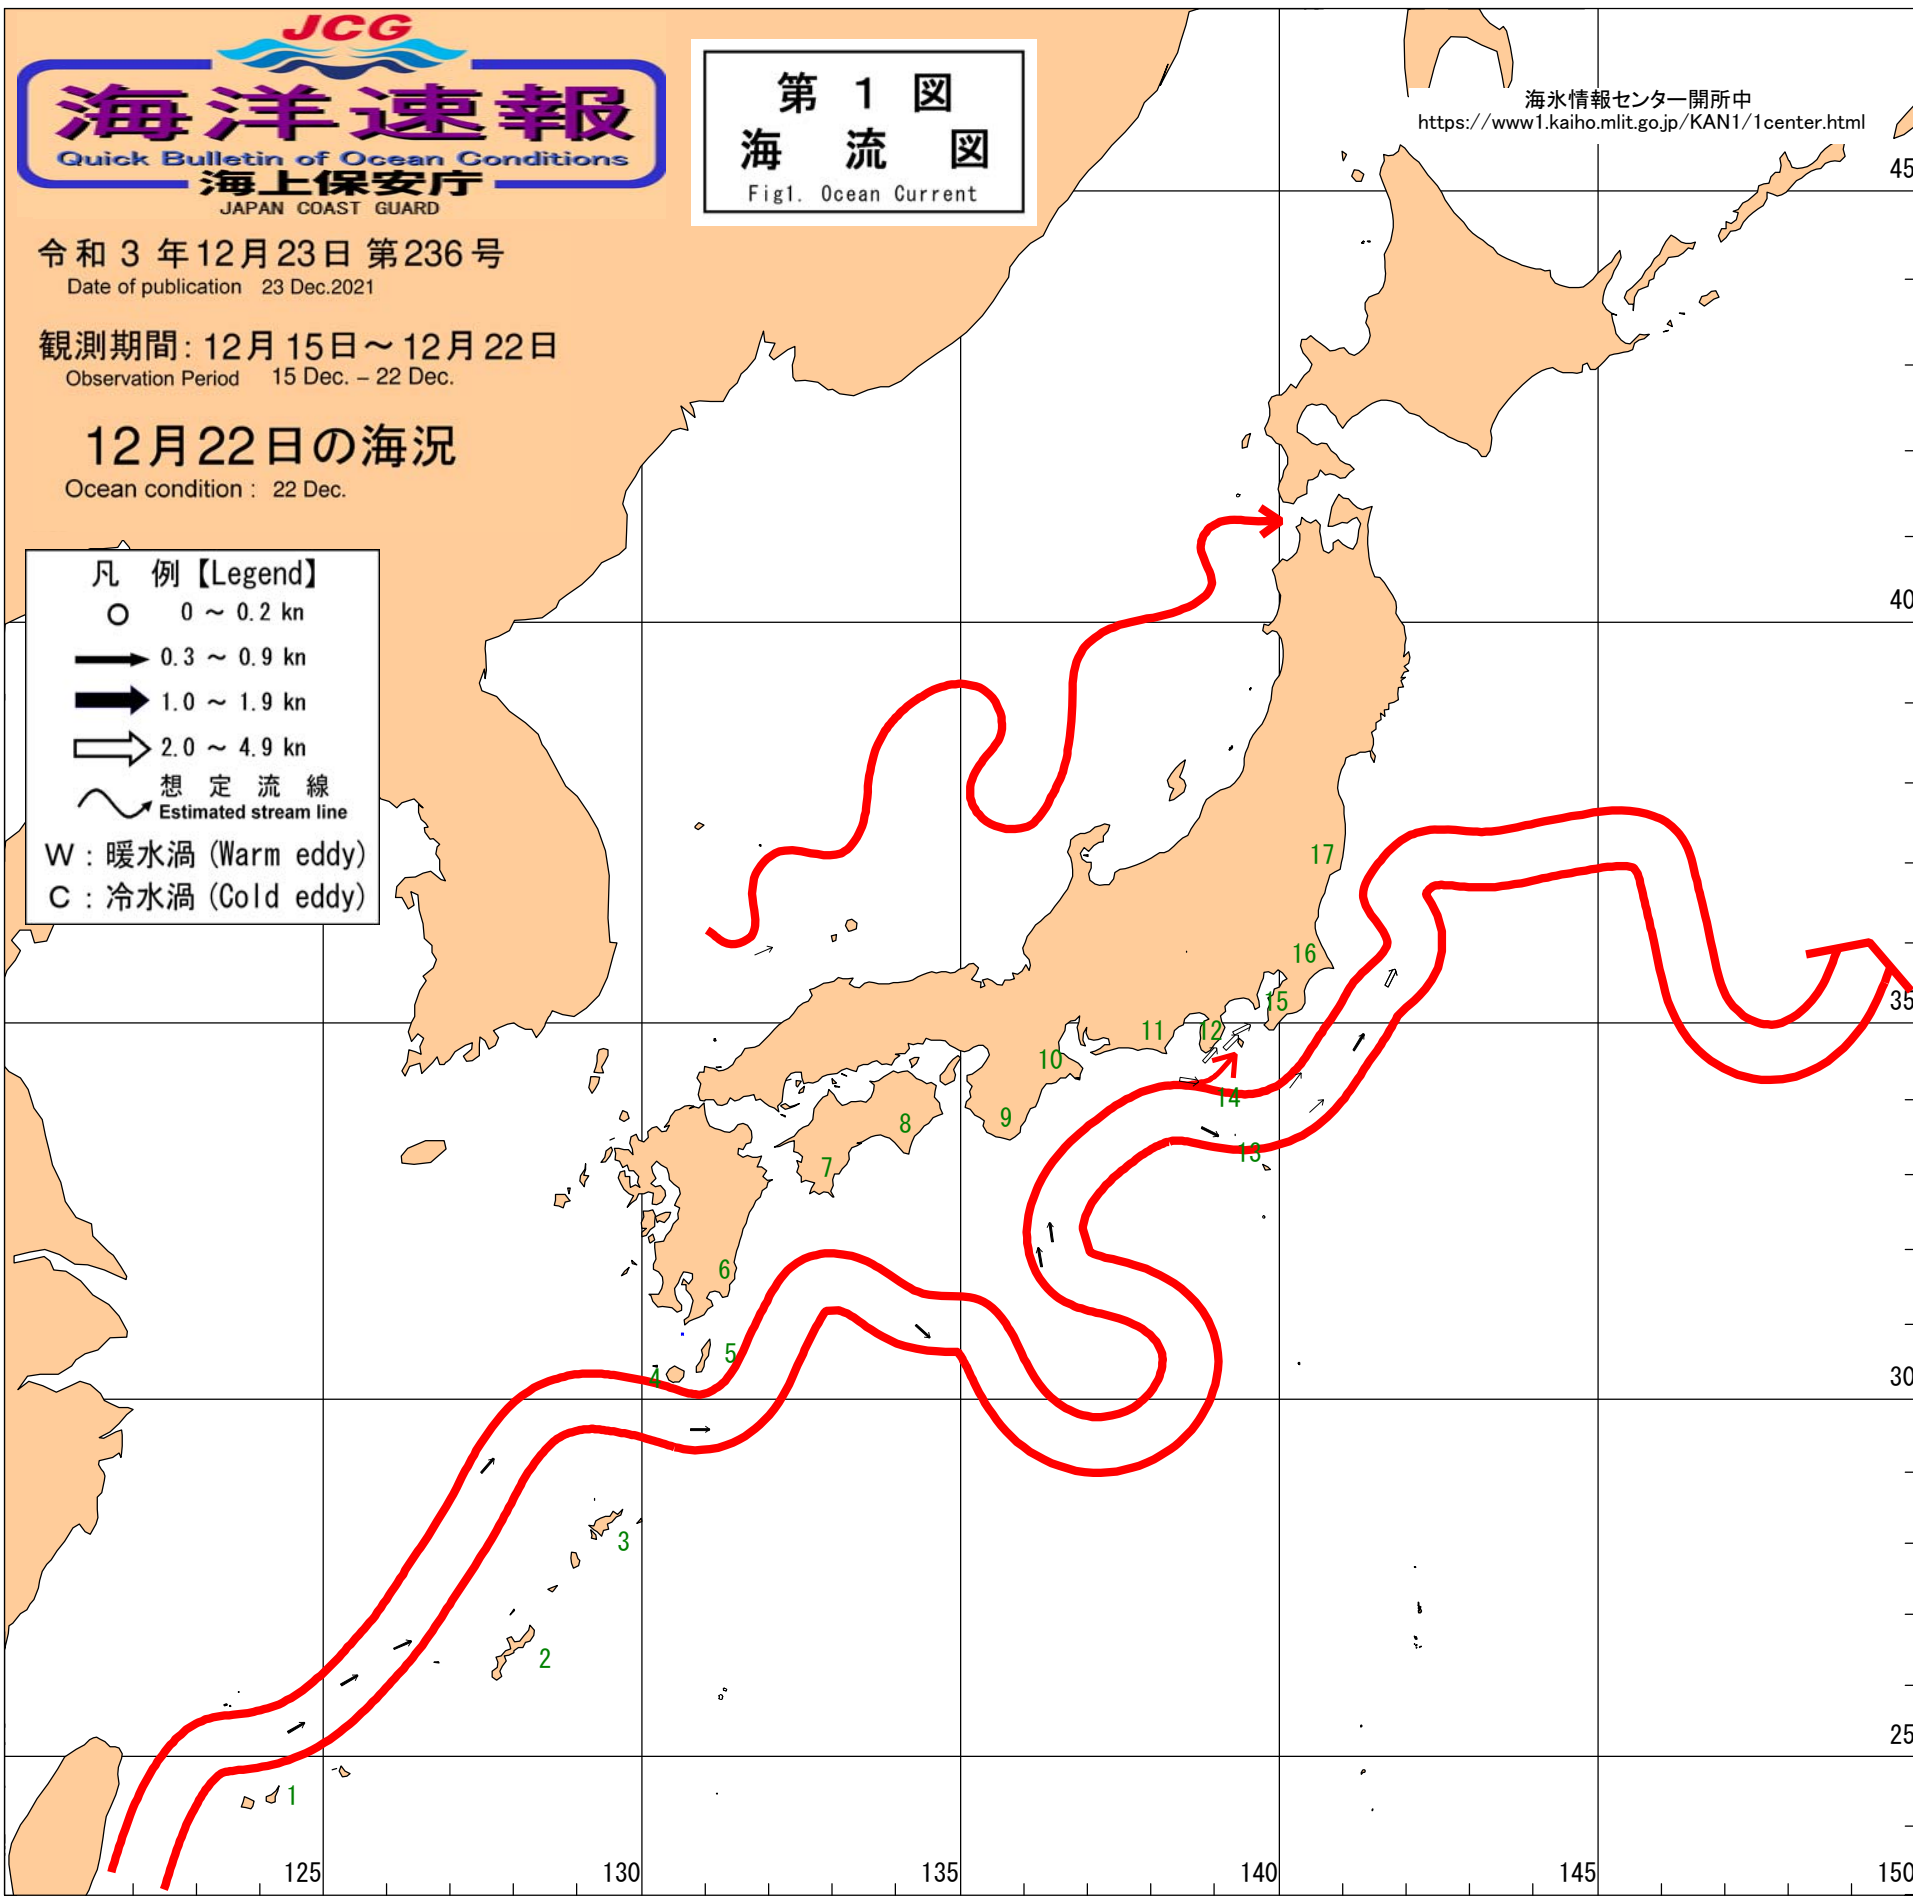 JCG
海洋速報
Quick Bulletin of Ocean Conditions
海上保安庁
JAPAN COAST GUARD
第 1 図
海 流 図
Fig1. Ocean Current
海氷情報センター開所中
https://www1.kaiho.mlit.go.jp/KAN1/1center.html
令和 3 年12月23日 第236号
Date of publication 23 Dec.2021
観測期間: 12月15日～12月22日
Observation Period 15 Dec. – 22 Dec.
12月22日の海況
Ocean condition : 22 Dec.
凡 例【Legend】
0 ～ 0.2 kn
0.3 ～ 0.9 kn
1.0 ～ 1.9 kn
2.0 ～ 4.9 kn
想 定 流 線
Estimated stream line
W : 暖水渦 (Warm eddy)
C : 冷水渦 (Cold eddy)
45
40
35
30
25
17
16
15
12
11
10
14
13
9
8
7
6
5
4
3
2
1
125
130
135
140
145
150